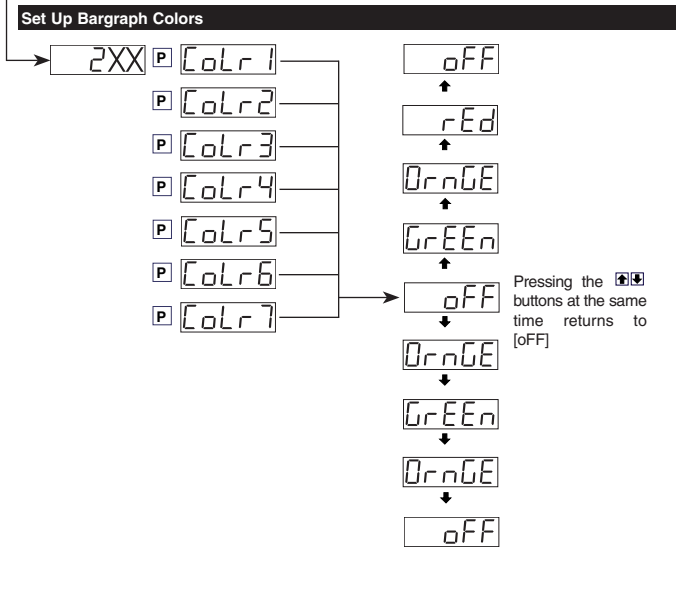 Set Up Bargraph Colors
2XX P CoLr1
P CoLr2
P CoLr3
P CoLr4
P CoLr5
P CoLr6
P CoLr7
oFF
rEd
OrnGE
GrEEn
oFF
OrnGE
GrEEn
OrnGE
oFF
Pressing the
buttons at the same
time returns to
[oFF]